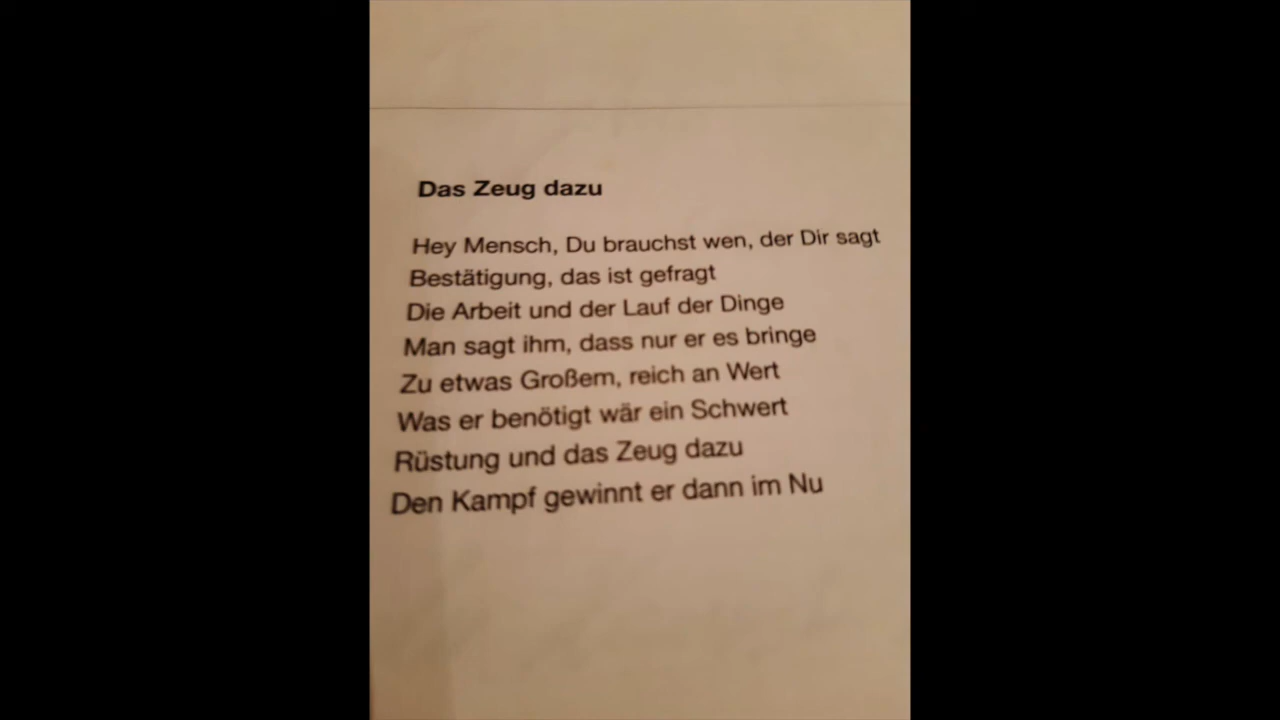 Das Zeug dazu
Hey Mensch, Du brauchst wen, der Dir sagt
Bestätigung, das ist gefragt
Die Arbeit und der Lauf der Dinge
Man sagt ihm, dass nur er es bringe
Zu etwas Großem, reich an Wert
Was er benötigt wär ein Schwert
Rüstung und das Zeug dazu
Den Kampf gewinnt er dann im Nu